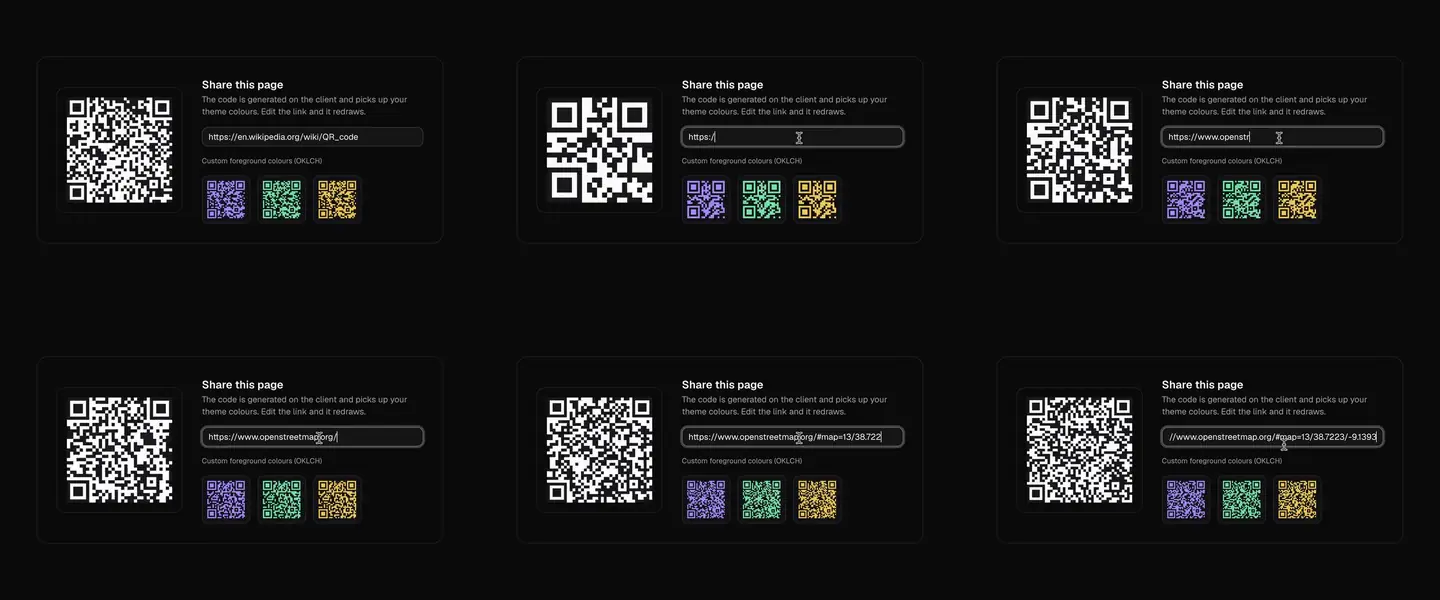 Share this page
The code is generated on the client and picks up your
theme colours. Edit the link and it redraws.
https://en.wikipedia.org/wiki/QR_code
Custom foreground colours (OKLCH)
Share this page
The code is generated on the client and picks up your
theme colours. Edit the link and it redraws.
https:/
Custom foreground colours (OKLCH)
Share this page
The code is generated on the client and picks up your
theme colours. Edit the link and it redraws.
https://www.openstr
Custom foreground colours (OKLCH)
Share this page
The code is generated on the client and picks up your
theme colours. Edit the link and it redraws.
https://www.openstreetmap.org/
Custom foreground colours (OKLCH)
Share this page
The code is generated on the client and picks up your
theme colours. Edit the link and it redraws.
https://www.openstreetmap.org/#map=13/38.722
Custom foreground colours (OKLCH)
Share this page
The code is generated on the client and picks up your
theme colours. Edit the link and it redraws.
//www.openstreetmap.org/#map=13/38.7223/-9.1393
Custom foreground colours (OKLCH)